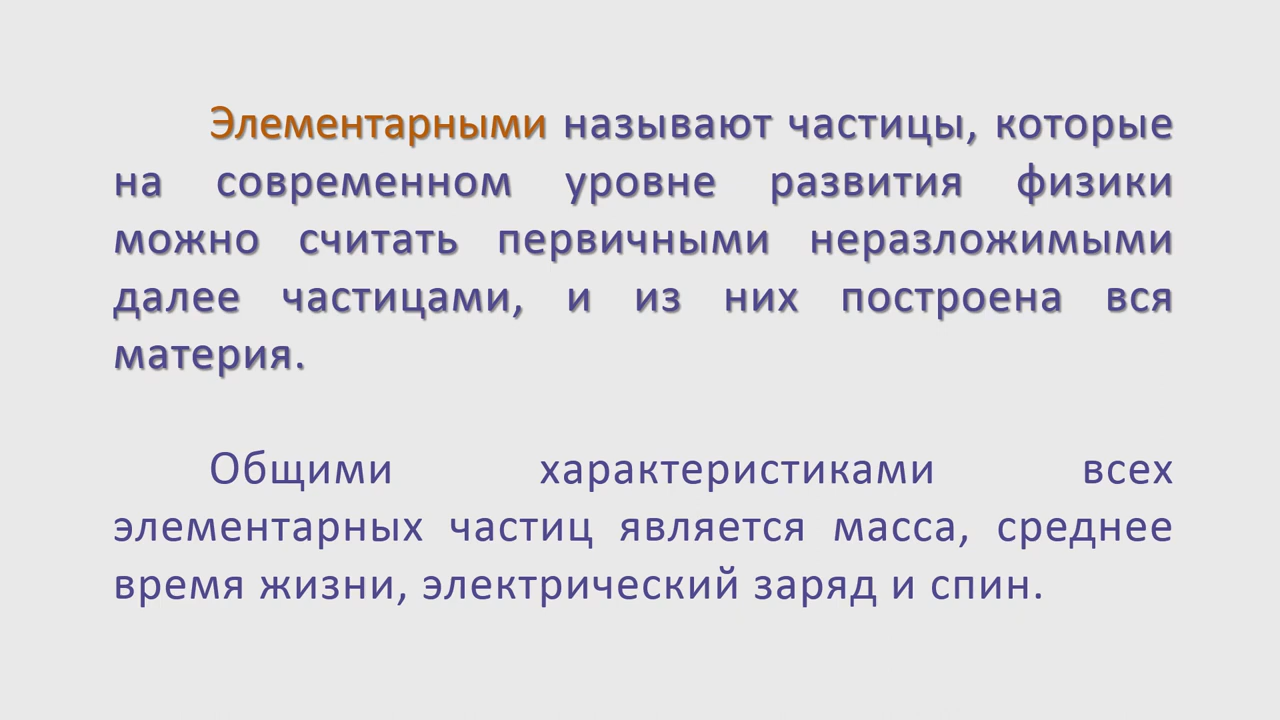 Элементарными называют частицы, которые
на современном уровне развития физики
можно считать первичными неразложимыми
далее частицами, и из них построена вся
материя.
Общими характеристиками всех
элементарных частиц является масса, среднее
время жизни, электрический заряд и спин.